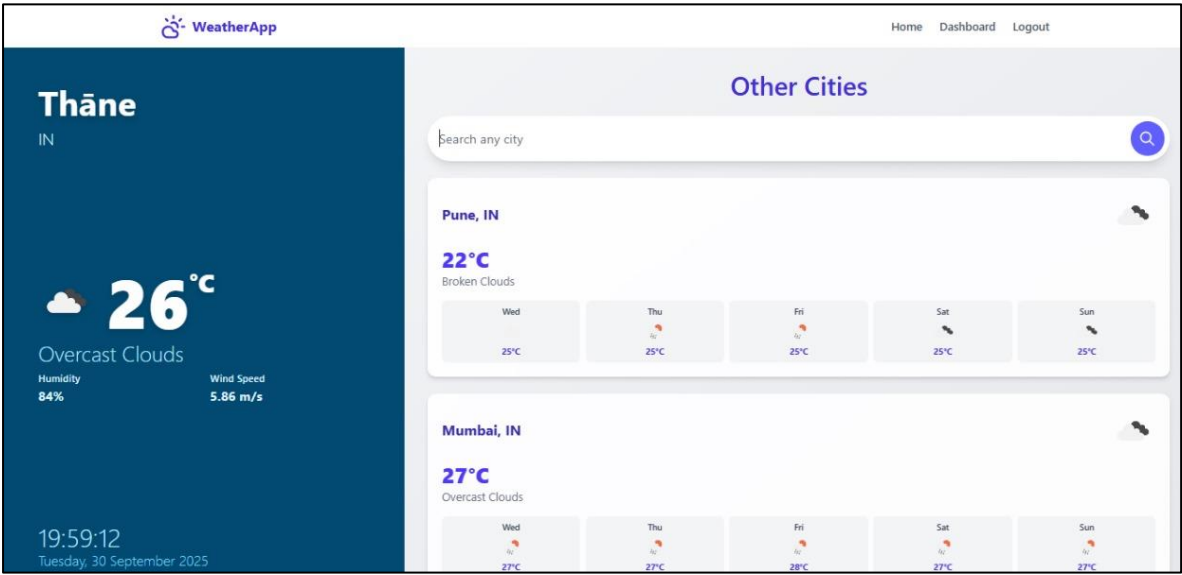 WeatherApp
Home Dashboard Logout
Thāne
IN
26°C
Overcast Clouds
Humidity Wind Speed
84% 5.86 m/s
19:59:12
Tuesday, 30 September 2025
Other Cities
Search any city
Pune, IN
22°C
Broken Clouds
Wed Thu Fri Sat Sun
25°C 25°C 25°C 25°C 25°C
Mumbai, IN
27°C
Overcast Clouds
Wed Thu Fri Sat Sun
27°C 27°C 28°C 27°C 27°C